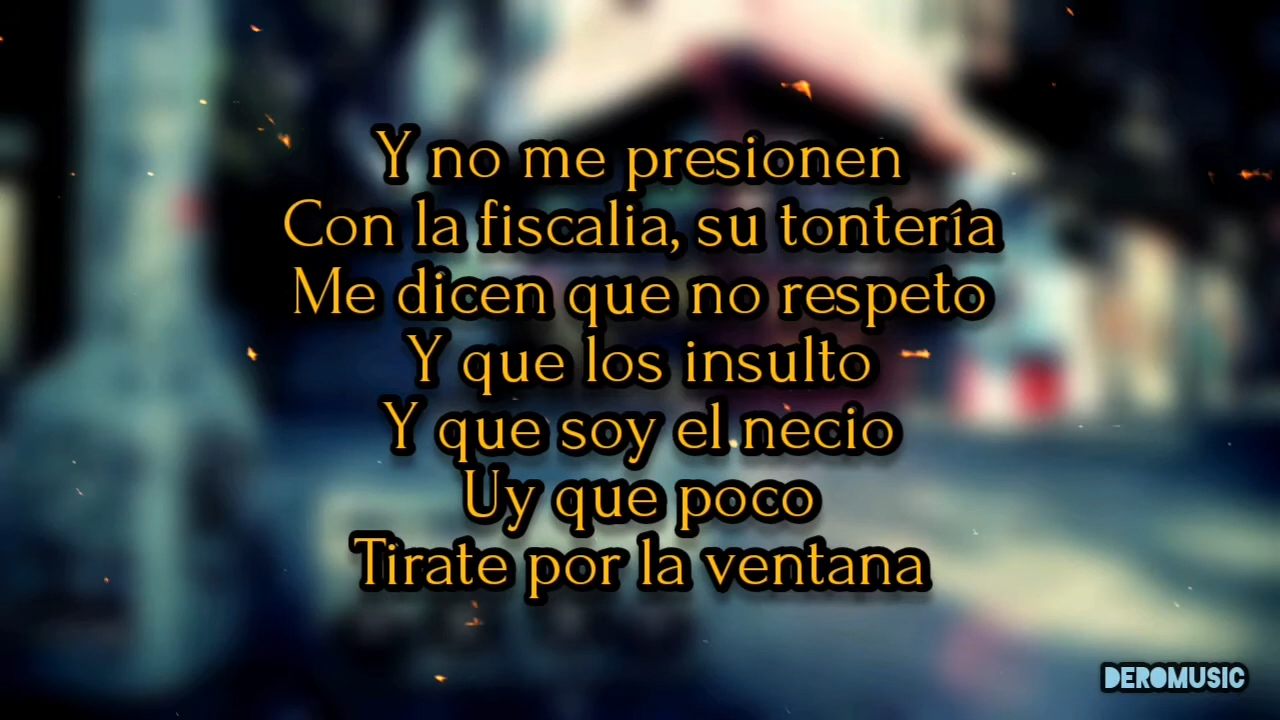 Y no me presionen
Con la fiscalia, su tontería
Me dicen que no respeto
Y que los insulto
Y que soy el necio
Uy que poco
Tirate por la ventana
DEROMUSIC